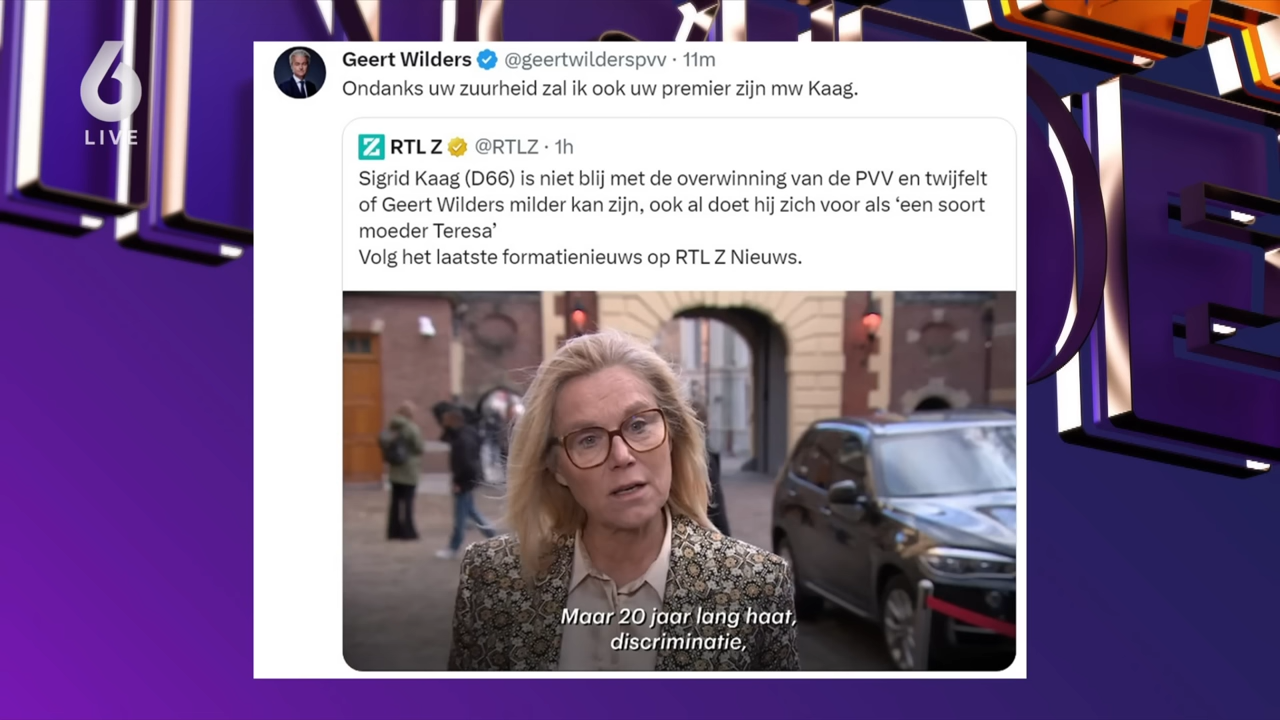 6
LIVE
Geert Wilders @geertwilderspvv · 11m
Ondanks uw zuurheid zal ik ook uw premier zijn mw Kaag.
RTL Z @RTLZ · 1h
Sigrid Kaag (D66) is niet blij met de overwinning van de PVV en twijfelt
of Geert Wilders milder kan zijn, ook al doet hij zich voor als ‘een soort
moeder Teresa’
Volg het laatste formatienieuws op RTL Z Nieuws.
Maar 20 jaar lang haat,
discriminatie,